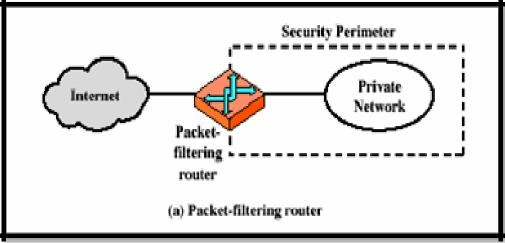 Security Perimeter
Internet
Private
Network
Packet-
filtering
router
(a) Packet-filtering router